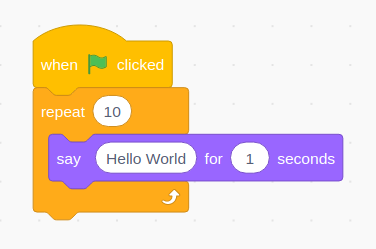 when clicked
repeat 10
say Hello World for 1 seconds